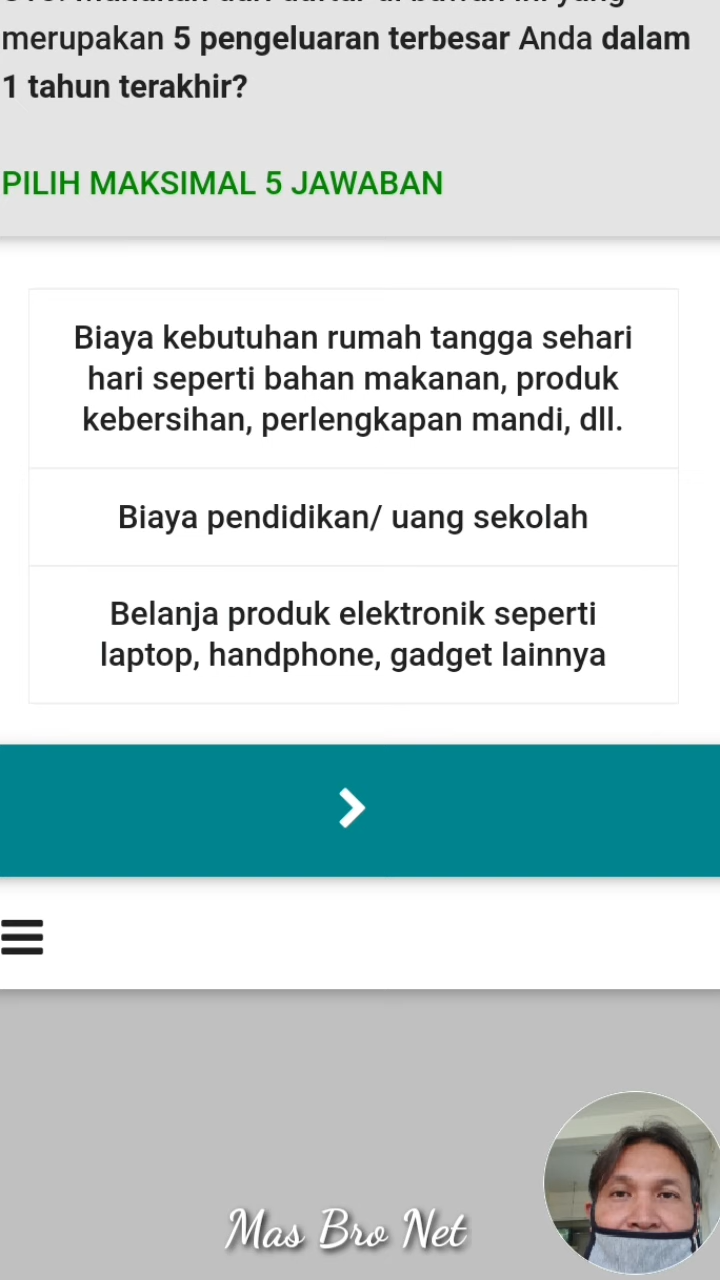 merupakan 5 pengeluaran terbesar Anda dalam
1 tahun terakhir?
PILIH MAKSIMAL 5 JAWABAN
Biaya kebutuhan rumah tangga sehari
hari seperti bahan makanan, produk
kebersihan, perlengkapan mandi, dll.
Biaya pendidikan/ uang sekolah
Belanja produk elektronik seperti
laptop, handphone, gadget lainnya
Mas Bro Net